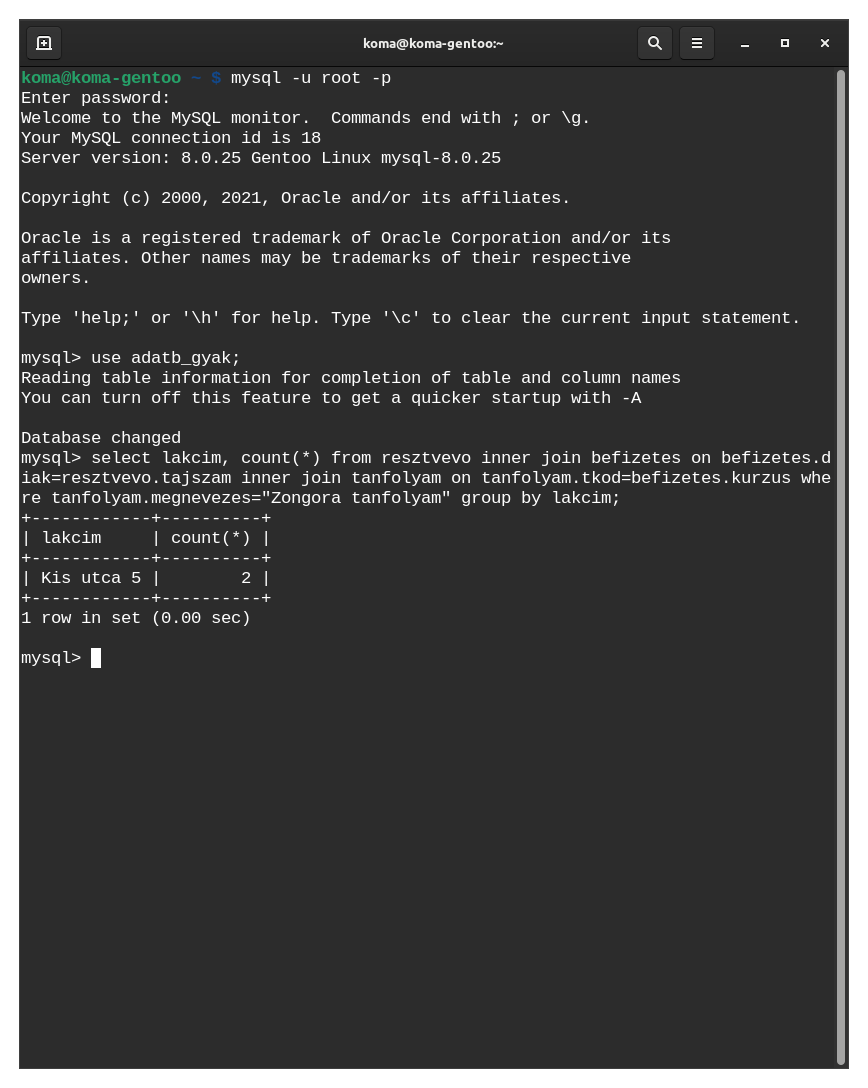 koma@koma-gentoo:~
koma@koma-gentoo ~ $ mysql -u root -p
Enter password:
Welcome to the MySQL monitor.  Commands end with ; or \g.
Your MySQL connection id is 18
Server version: 8.0.25 Gentoo Linux mysql-8.0.25

Copyright (c) 2000, 2021, Oracle and/or its affiliates.

Oracle is a registered trademark of Oracle Corporation and/or its
affiliates. Other names may be trademarks of their respective
owners.

Type 'help;' or '\h' for help. Type '\c' to clear the current input statement.

mysql> use adatb_gyak;
Reading table information for completion of table and column names
You can turn off this feature to get a quicker startup with -A

Database changed
mysql> select lakcim, count(*) from resztvevo inner join befizetes on befizetes.d
iak=resztvevo.tajszam inner join tanfolyam on tanfolyam.tkod=befizetes.kurzus whe
re tanfolyam.megnevezes="Zongora tanfolyam" group by lakcim;
+------------+----------+
| lakcim     | count(*) |
+------------+----------+
| Kis utca 5 |        2 |
+------------+----------+
1 row in set (0.00 sec)

mysql>